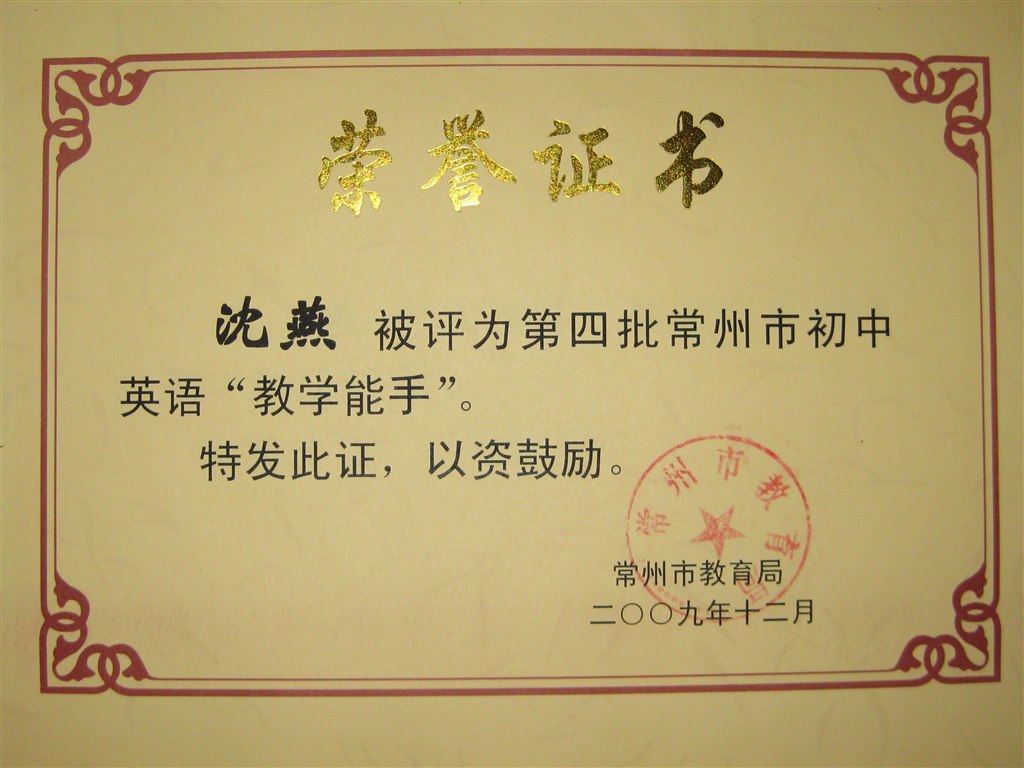 荣誉证书
沈燕 被评为第四批常州市初中
英语“教学能手”。
特发此证，以资鼓励。
常州市教育局
常州市教育局
二〇〇九年十二月